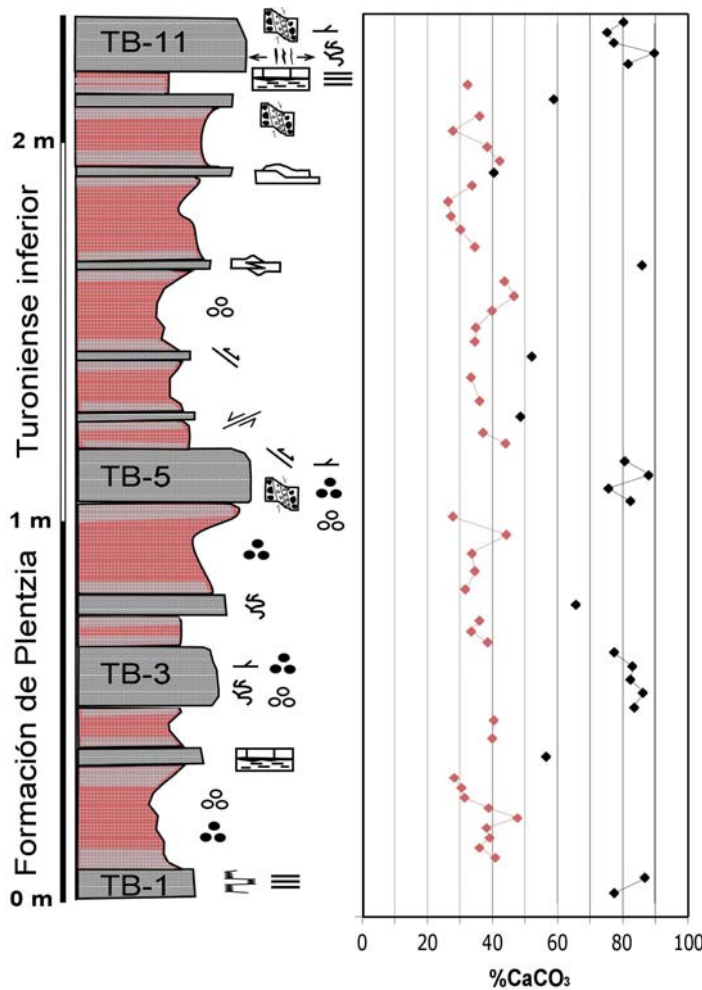 TB-11
2 m
Turoniense inferior
TB-5
1 m
Formación de Plentzia
TB-3
TB-1
0 m
0 20 40 60 80 100
%CaCO₃